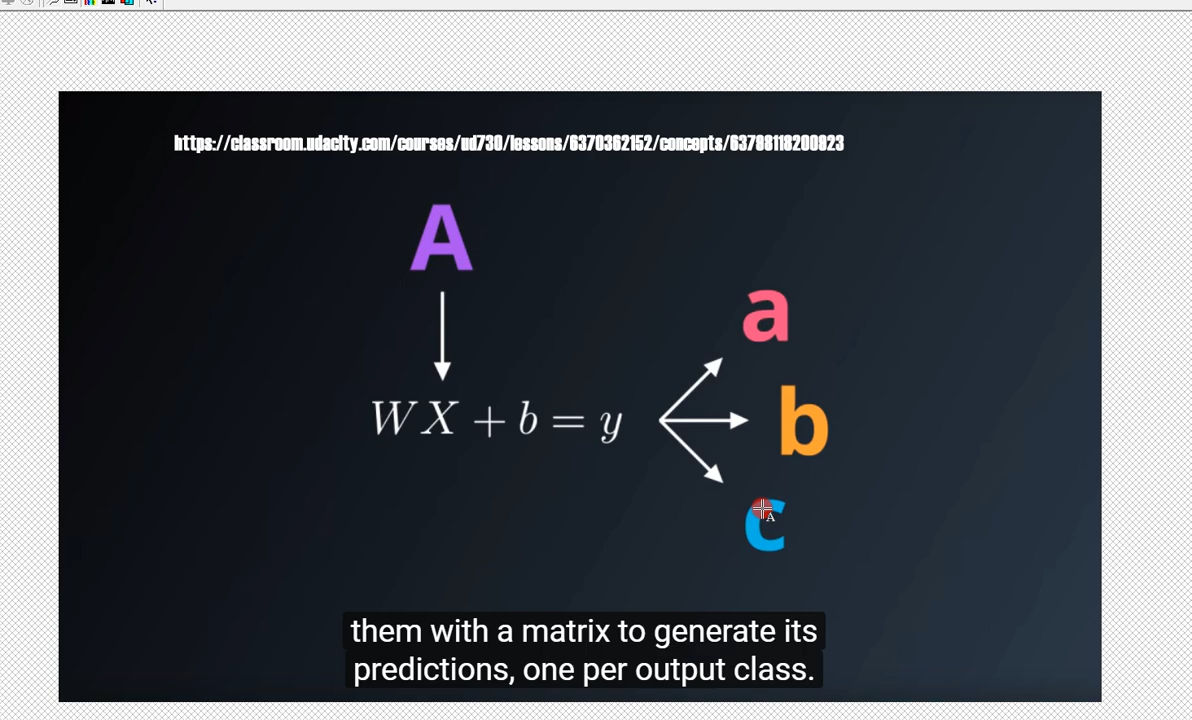 https://classroom.udacity.com/courses/ud730/lessons/6370362152/concepts/63798118200923
A
a
WX + b = y
b
c
A
them with a matrix to generate its
predictions, one per output class.